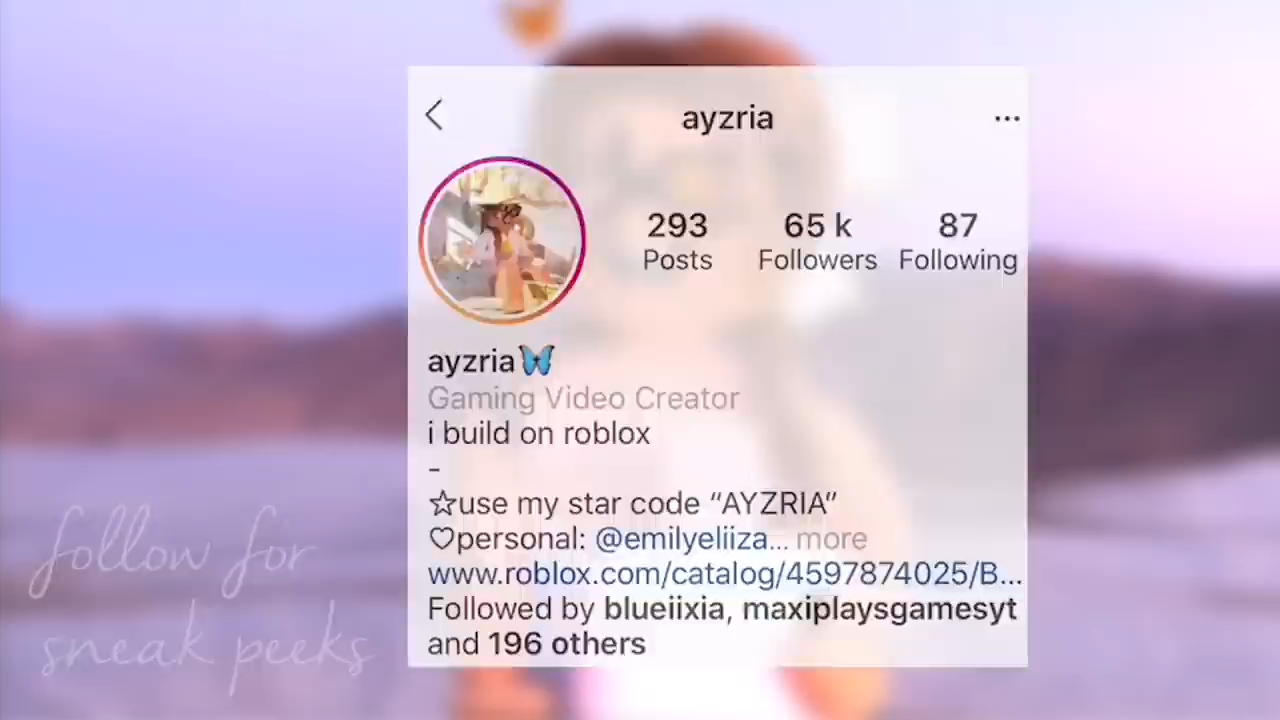 ayzria
293 65 k 87
Posts Followers Following
ayzria🦋
Gaming Video Creator
i build on roblox
-
☆use my star code “AYZRIA”
♡personal: @emilyeliiza... more
www.roblox.com/catalog/4597874025/B...
Followed by blueiixia, maxiplaysgamesyt
and 196 others
follow for
sneak peeks